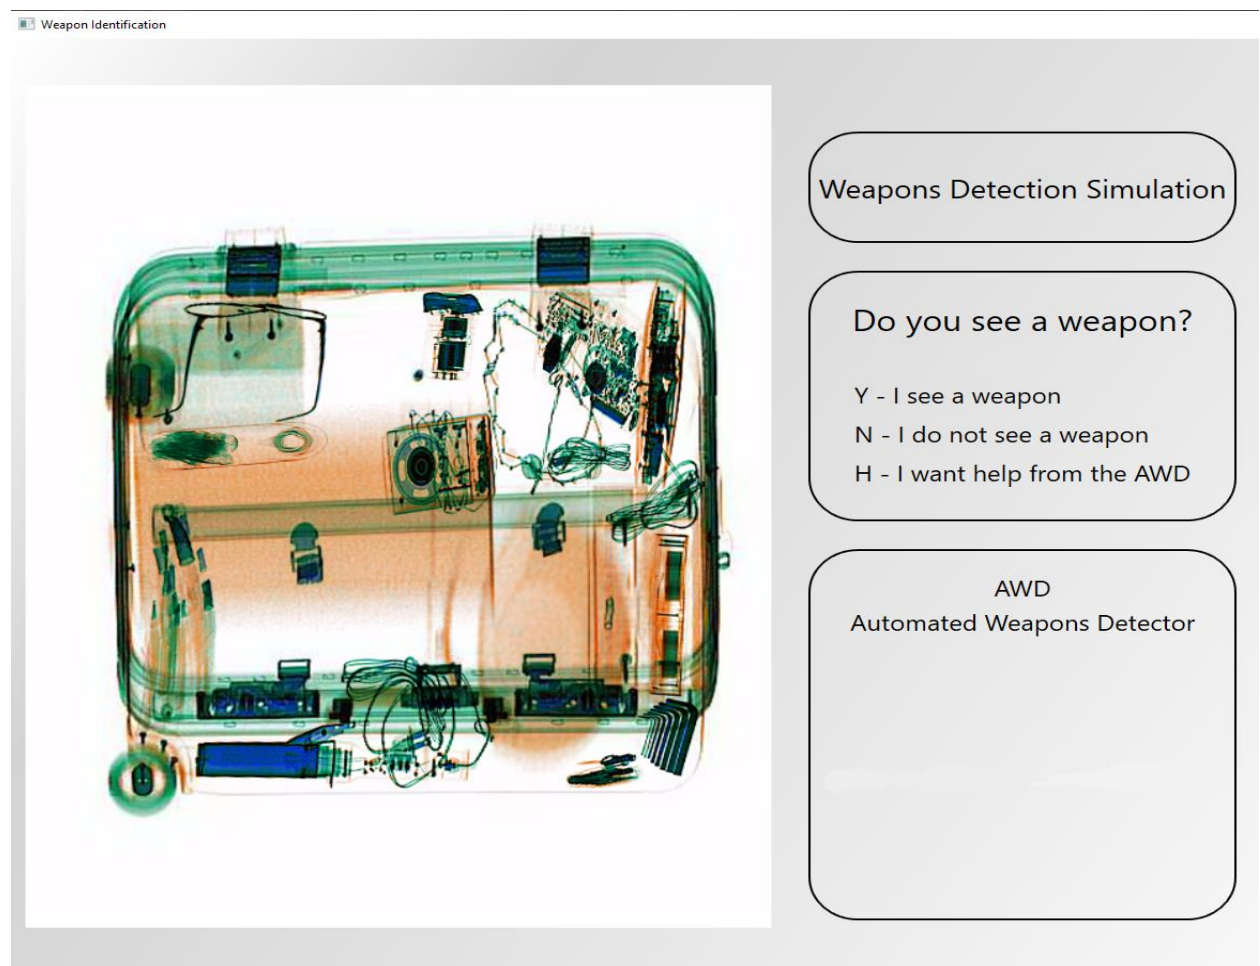 Weapon Identification
Weapons Detection Simulation
Do you see a weapon?
Y - I see a weapon
N - I do not see a weapon
H - I want help from the AWD
AWD
Automated Weapons Detector